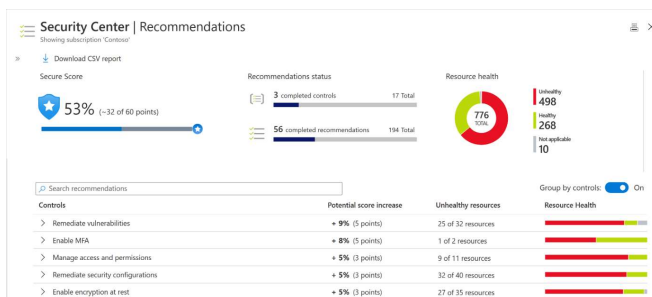 Security Center | Recommendations
Showing subscription 'Contoso'
Download CSV report
Secure Score
53% (~32 of 60 points)
Recommendations status
3 completed controls 17 Total
56 completed recommendations 194 Total
Resource health
776
TOTAL
Unhealthy
498
Healthy
268
Not applicable
10
Search recommendations
Group by controls: On
Controls Potential score increase Unhealthy resources Resource Health
Remediate vulnerabilities + 9% (5 points) 25 of 32 resources
Enable MFA + 8% (5 points) 1 of 2 resources
Manage access and permissions + 5% (3 points) 9 of 11 resources
Remediate security configurations + 5% (3 points) 32 of 40 resources
Enable encryption at rest + 5% (3 points) 27 of 35 resources